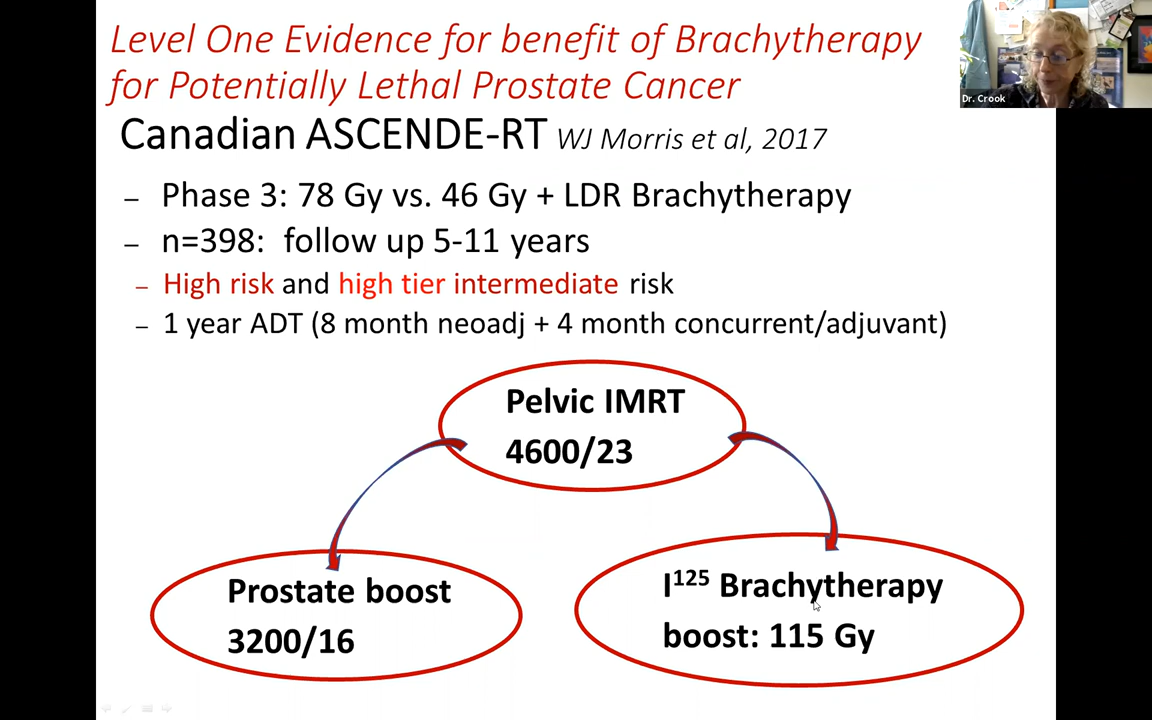 Level One Evidence for benefit of Brachytherapy
for Potentially Lethal Prostate Cancer
Dr. Crook
Canadian ASCENDE-RT WJ Morris et al, 2017
– Phase 3: 78 Gy vs. 46 Gy + LDR Brachytherapy
– n=398: follow up 5-11 years
– High risk and high tier intermediate risk
– 1 year ADT (8 month neoadj + 4 month concurrent/adjuvant)
Pelvic IMRT
4600/23
Prostate boost
3200/16
I¹²⁵ Brachytherapy
boost: 115 Gy